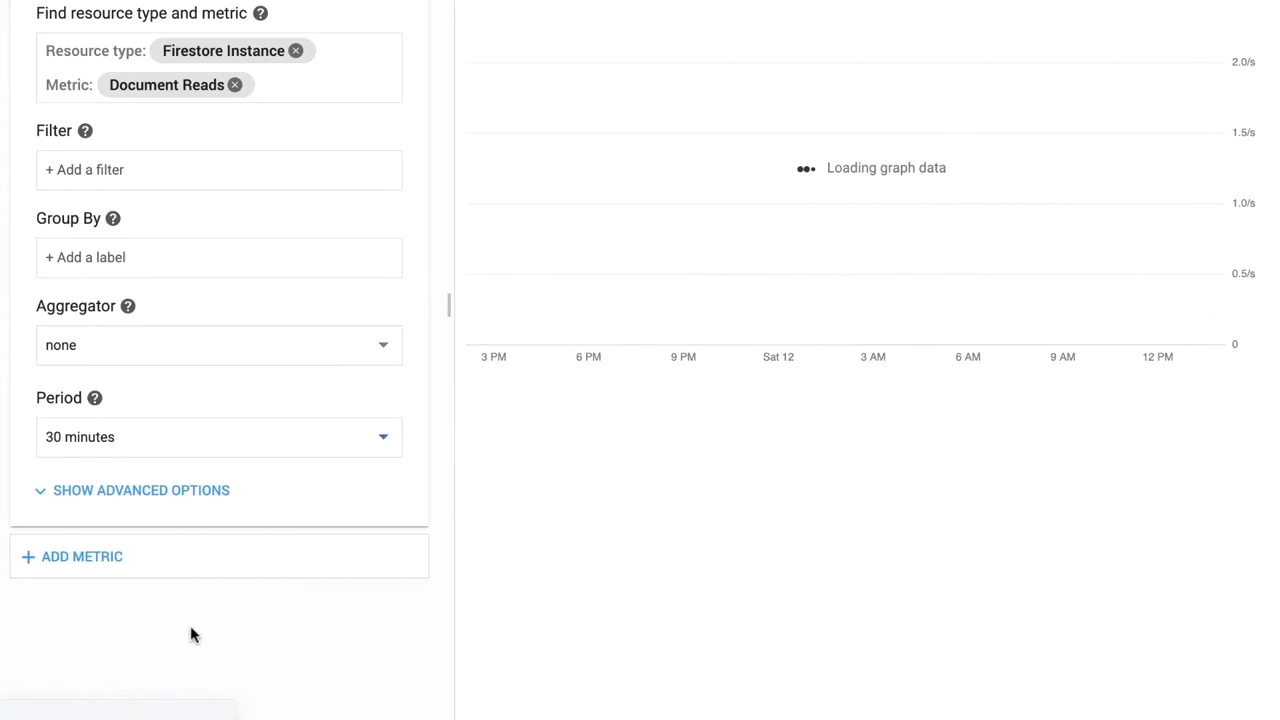 Find resource type and metric
Resource type: Firestore Instance
Metric: Document Reads
Filter
+ Add a filter
Group By
+ Add a label
Aggregator
none
Period
30 minutes
SHOW ADVANCED OPTIONS
+ ADD METRIC
2.0/s
1.5/s
Loading graph data
1.0/s
0.5/s
0
3 PM 6 PM 9 PM Sat 12 3 AM 6 AM 9 AM 12 PM